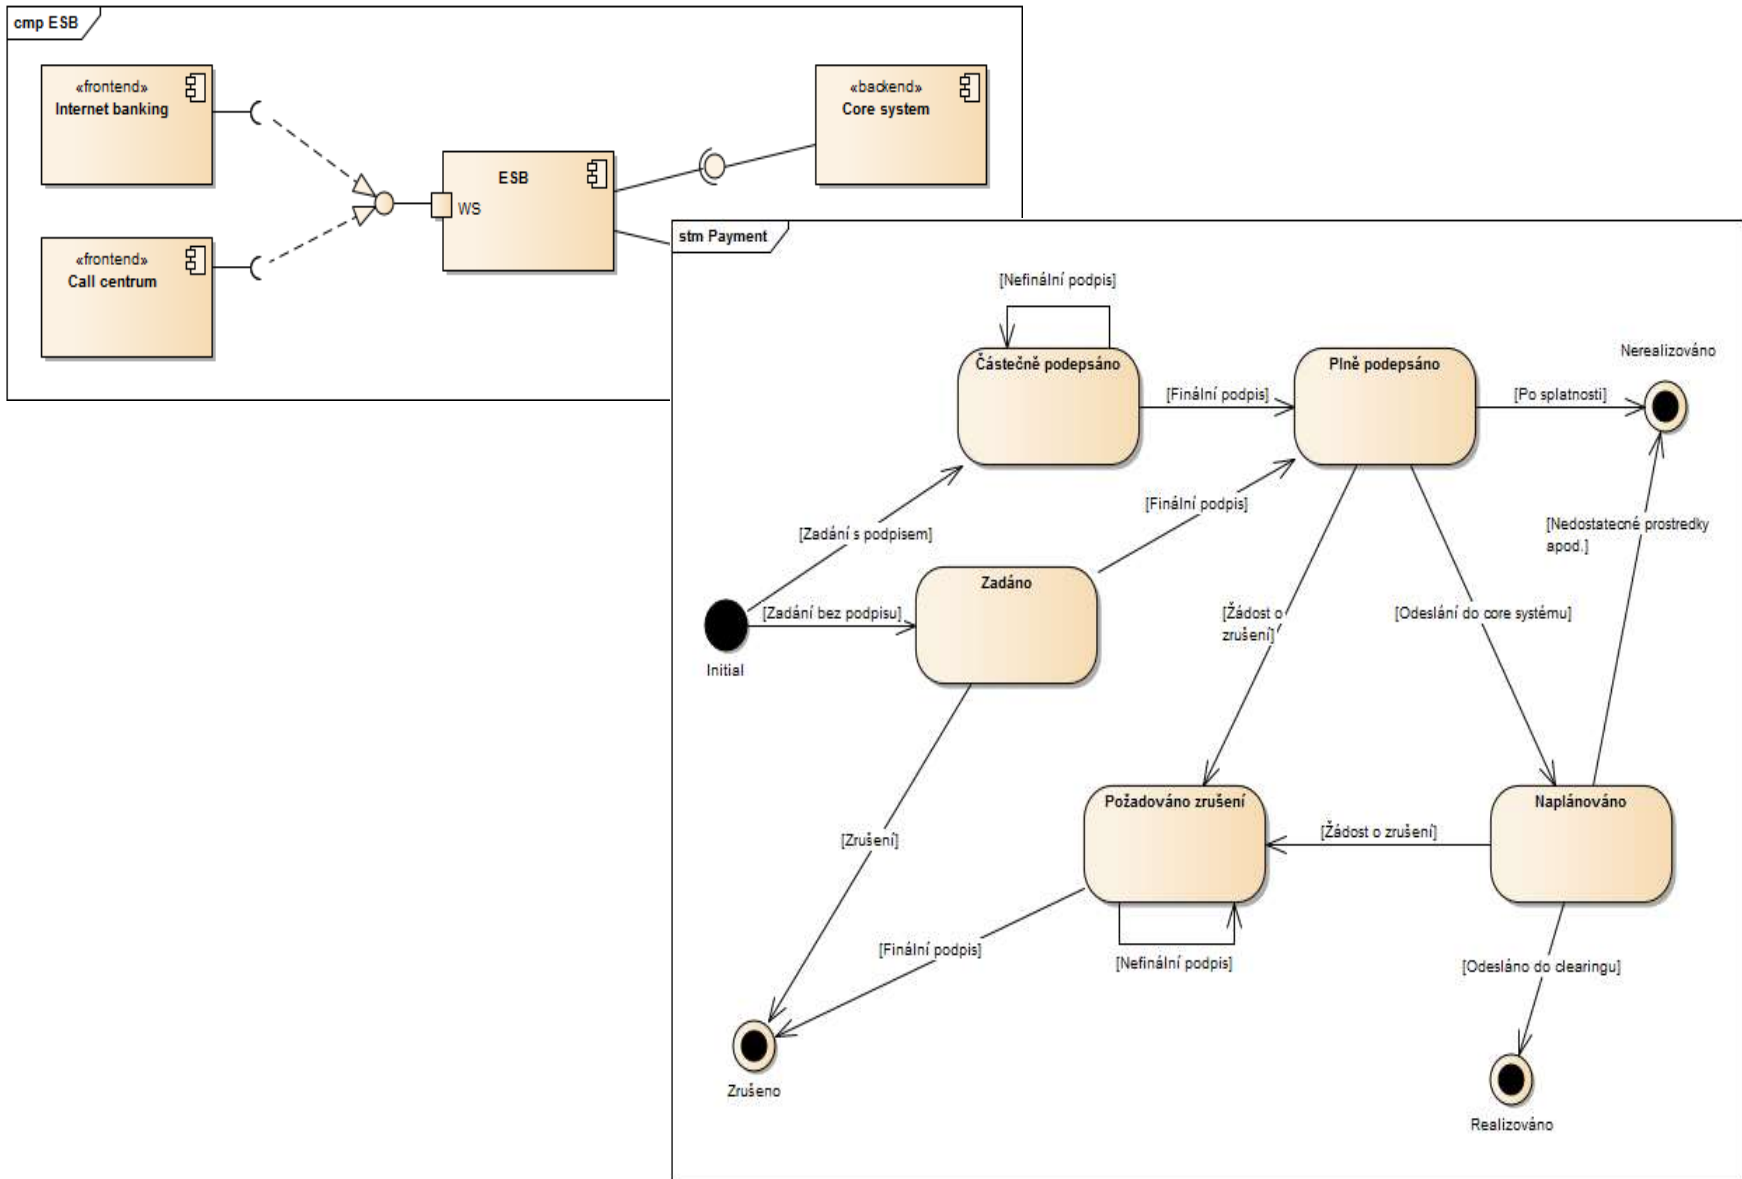 cmp ESB
«frontend»
Internet banking
«backend»
Core system
ESB
WS
«frontend»
Call centrum
stm Payment
[Nefinální podpis]
Částečně podepsáno
Plně podepsáno
Nerealizováno
[Finální podpis]
[Po splatnosti]
[Finální podpis]
[Zadání s podpisem]
[Nedostatecné prostredky
apod.]
Zadáno
[Zadání bez podpisu]
[Žádost o
zrušení]
[Odeslání do core systému]
Initial
Požadováno zrušení
Naplánováno
[Žádost o zrušení]
[Zrušení]
[Finální podpis]
[Nefinální podpis]
[Odesláno do clearingu]
Zrušeno
Realizováno